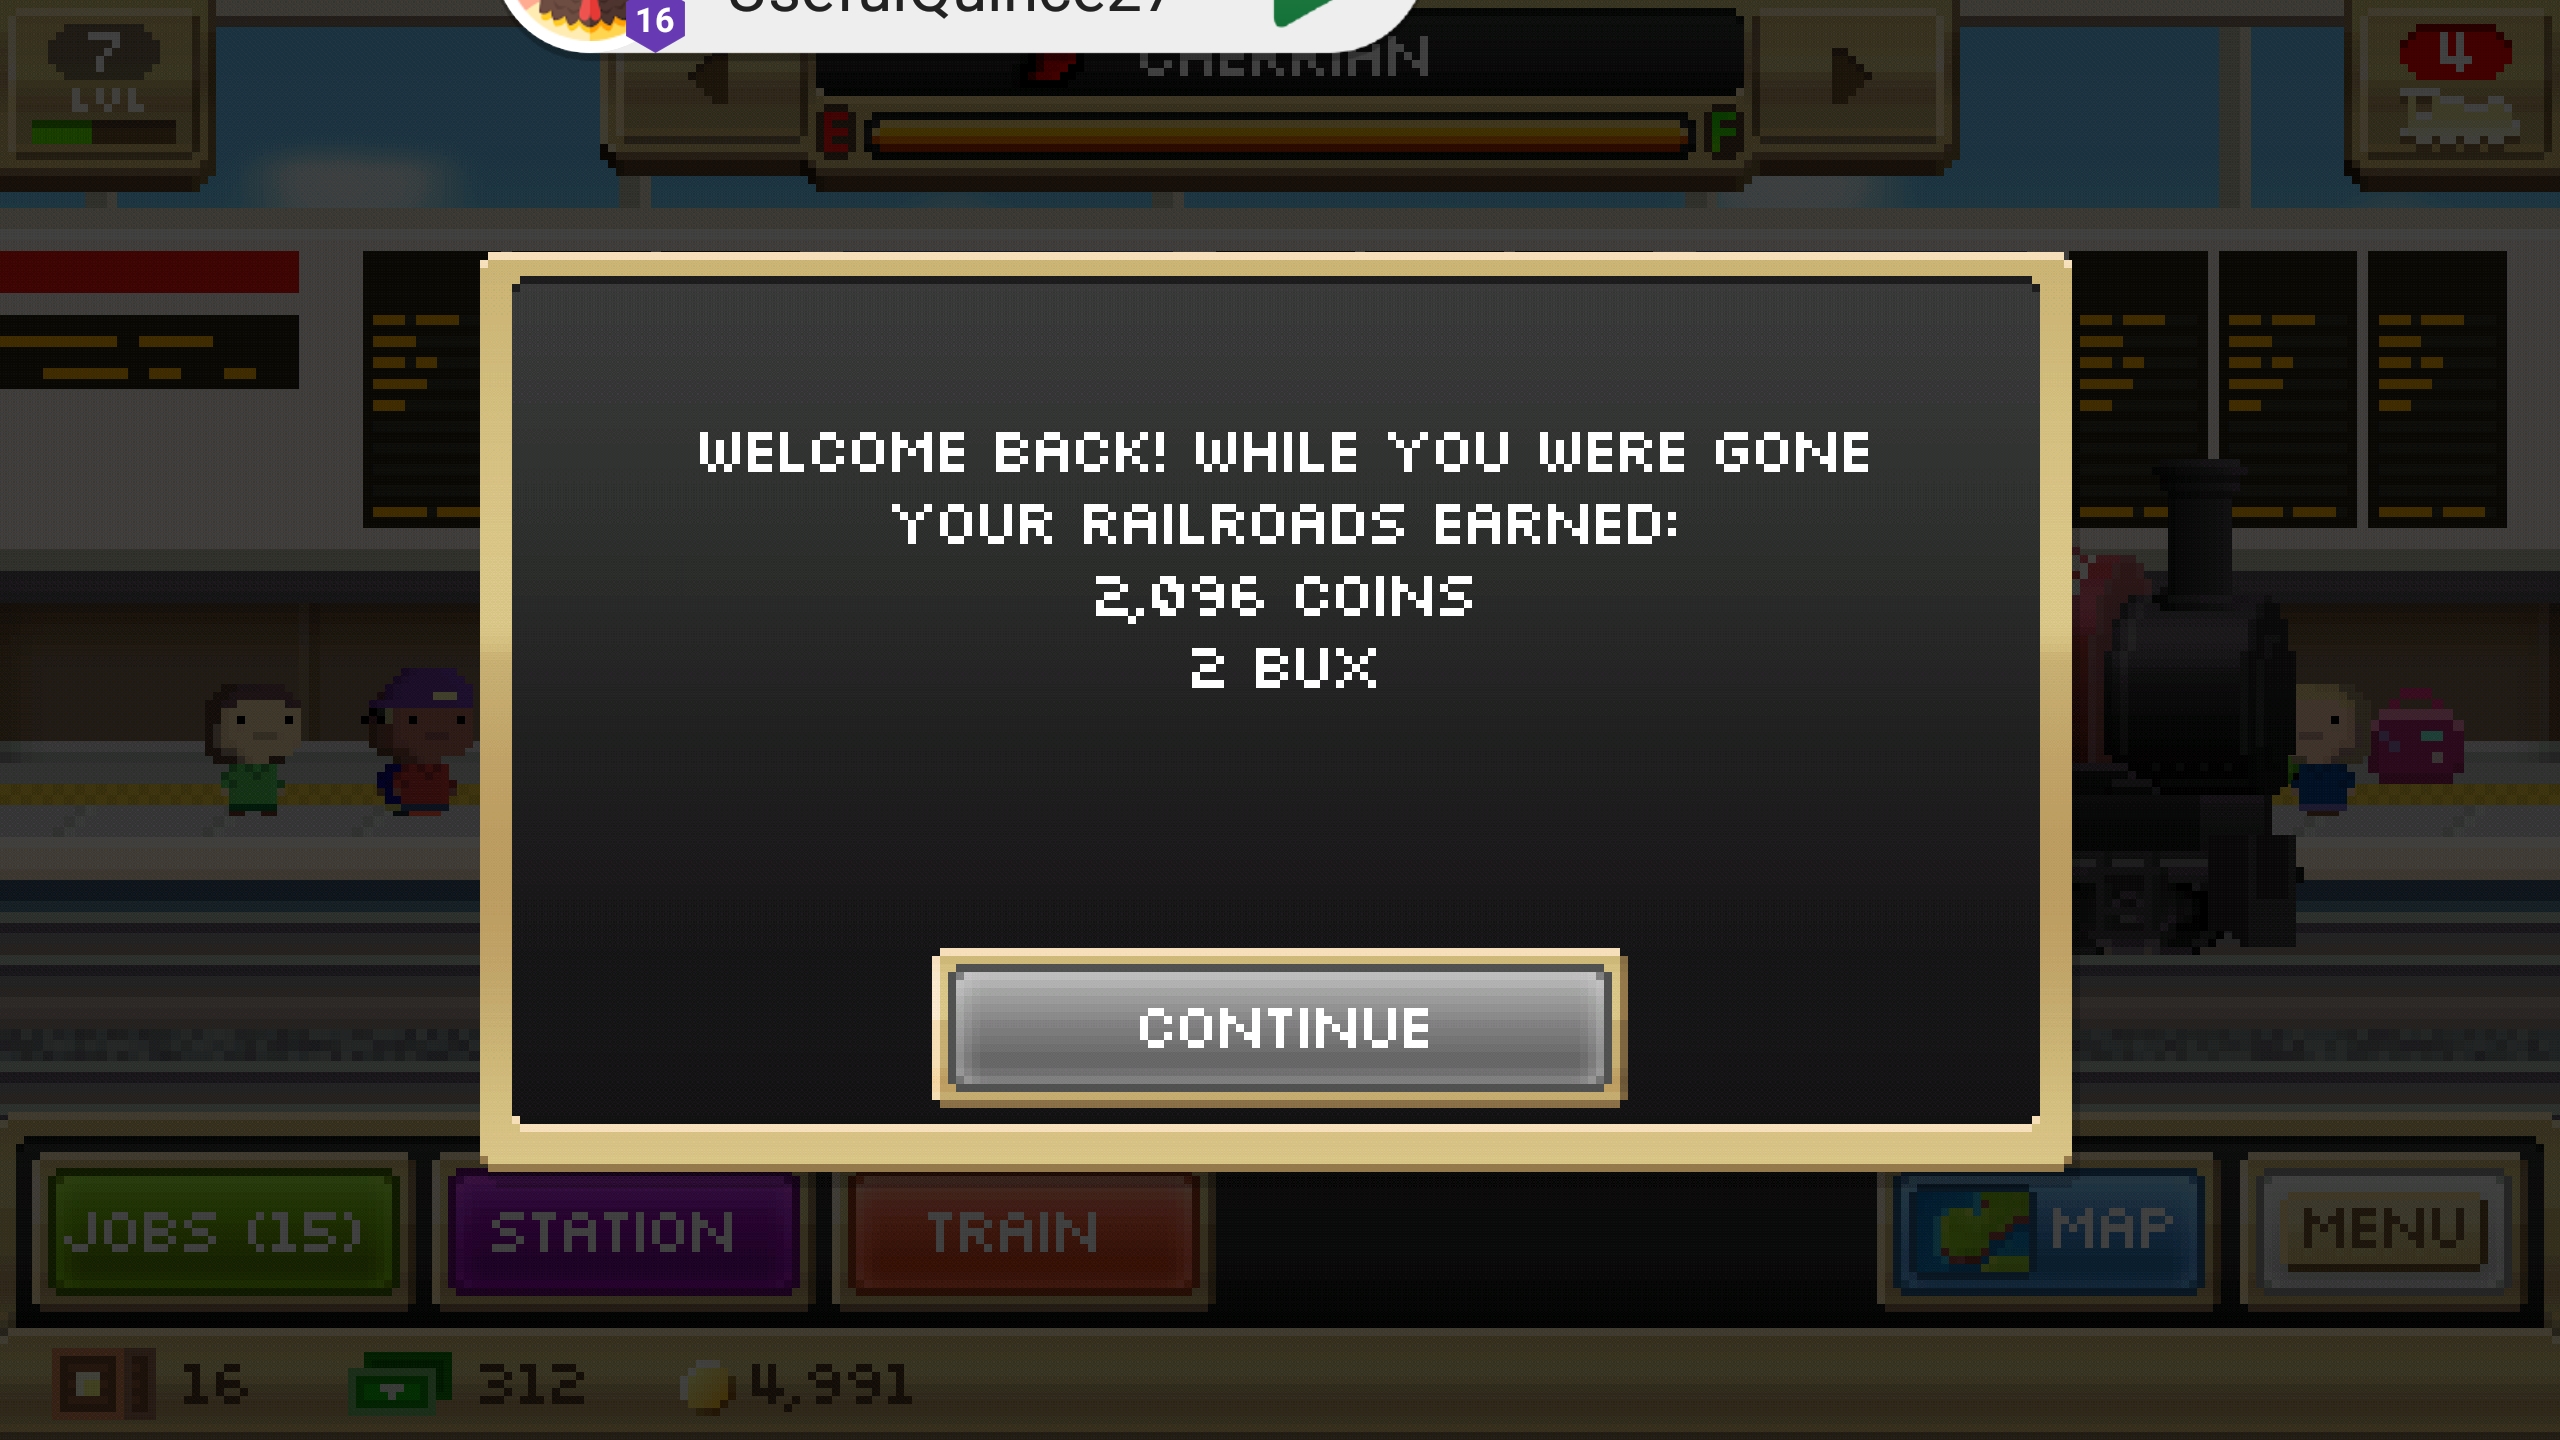 16
7
LVL
4
E
F
WELCOME BACK! WHILE YOU WERE GONE
YOUR RAILROADS EARNED:
2,096 COINS
2 BUX
CONTINUE
JOBS (15)
STATION
TRAIN
MAP
MENU
16
312
4,991